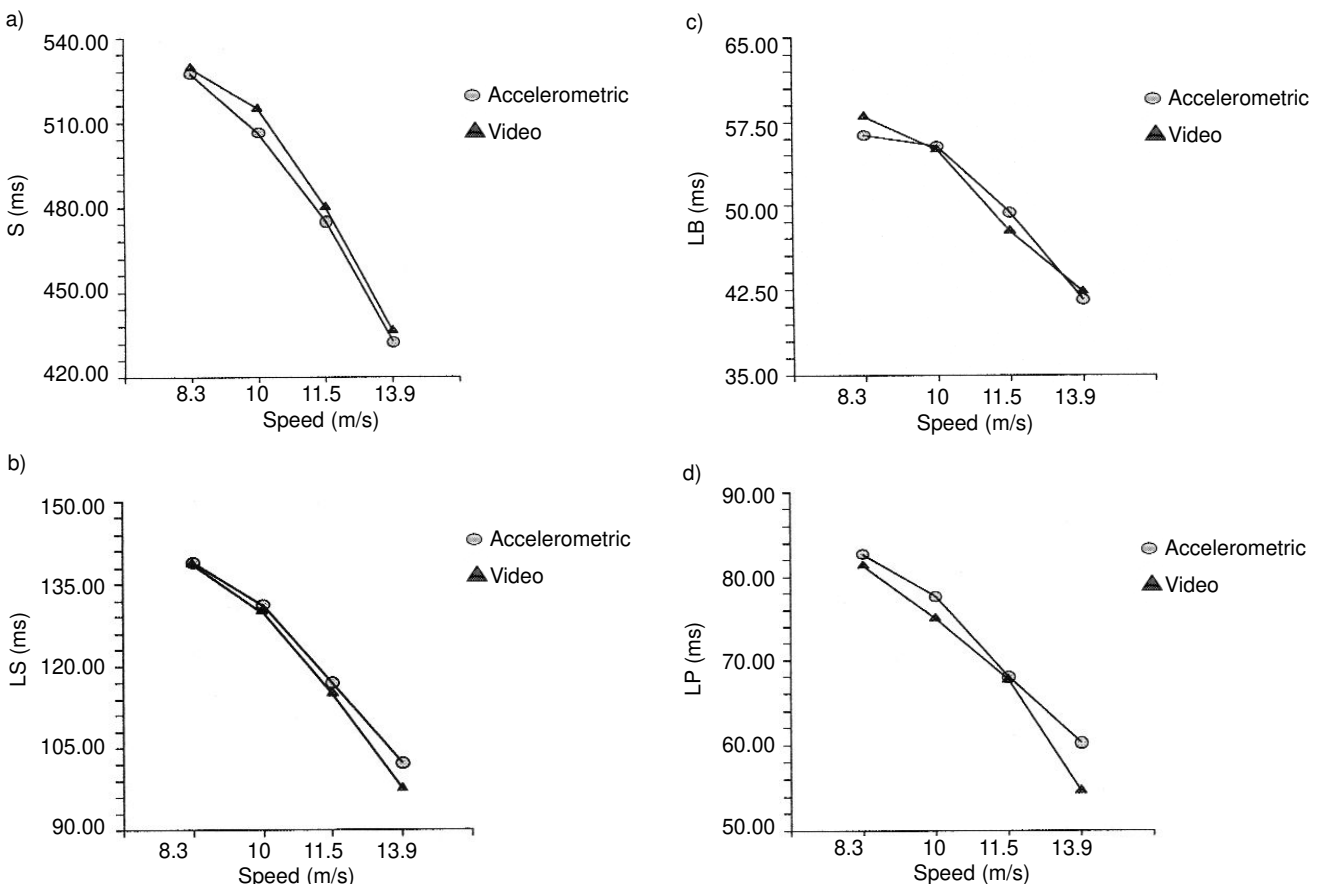 a)
540.00
510.00
480.00
450.00
420.00
S (ms)
8.3 10 11.5 13.9
Speed (m/s)
Accelerometric
Video
c)
65.00
57.50
50.00
42.50
35.00
LB (ms)
8.3 10 11.5 13.9
Speed (m/s)
Accelerometric
Video
b)
150.00
135.00
120.00
105.00
90.00
LS (ms)
8.3 10 11.5 13.9
Speed (m/s)
Accelerometric
Video
d)
90.00
80.00
70.00
60.00
50.00
LP (ms)
8.3 10 11.5 13.9
Speed (m/s)
Accelerometric
Video